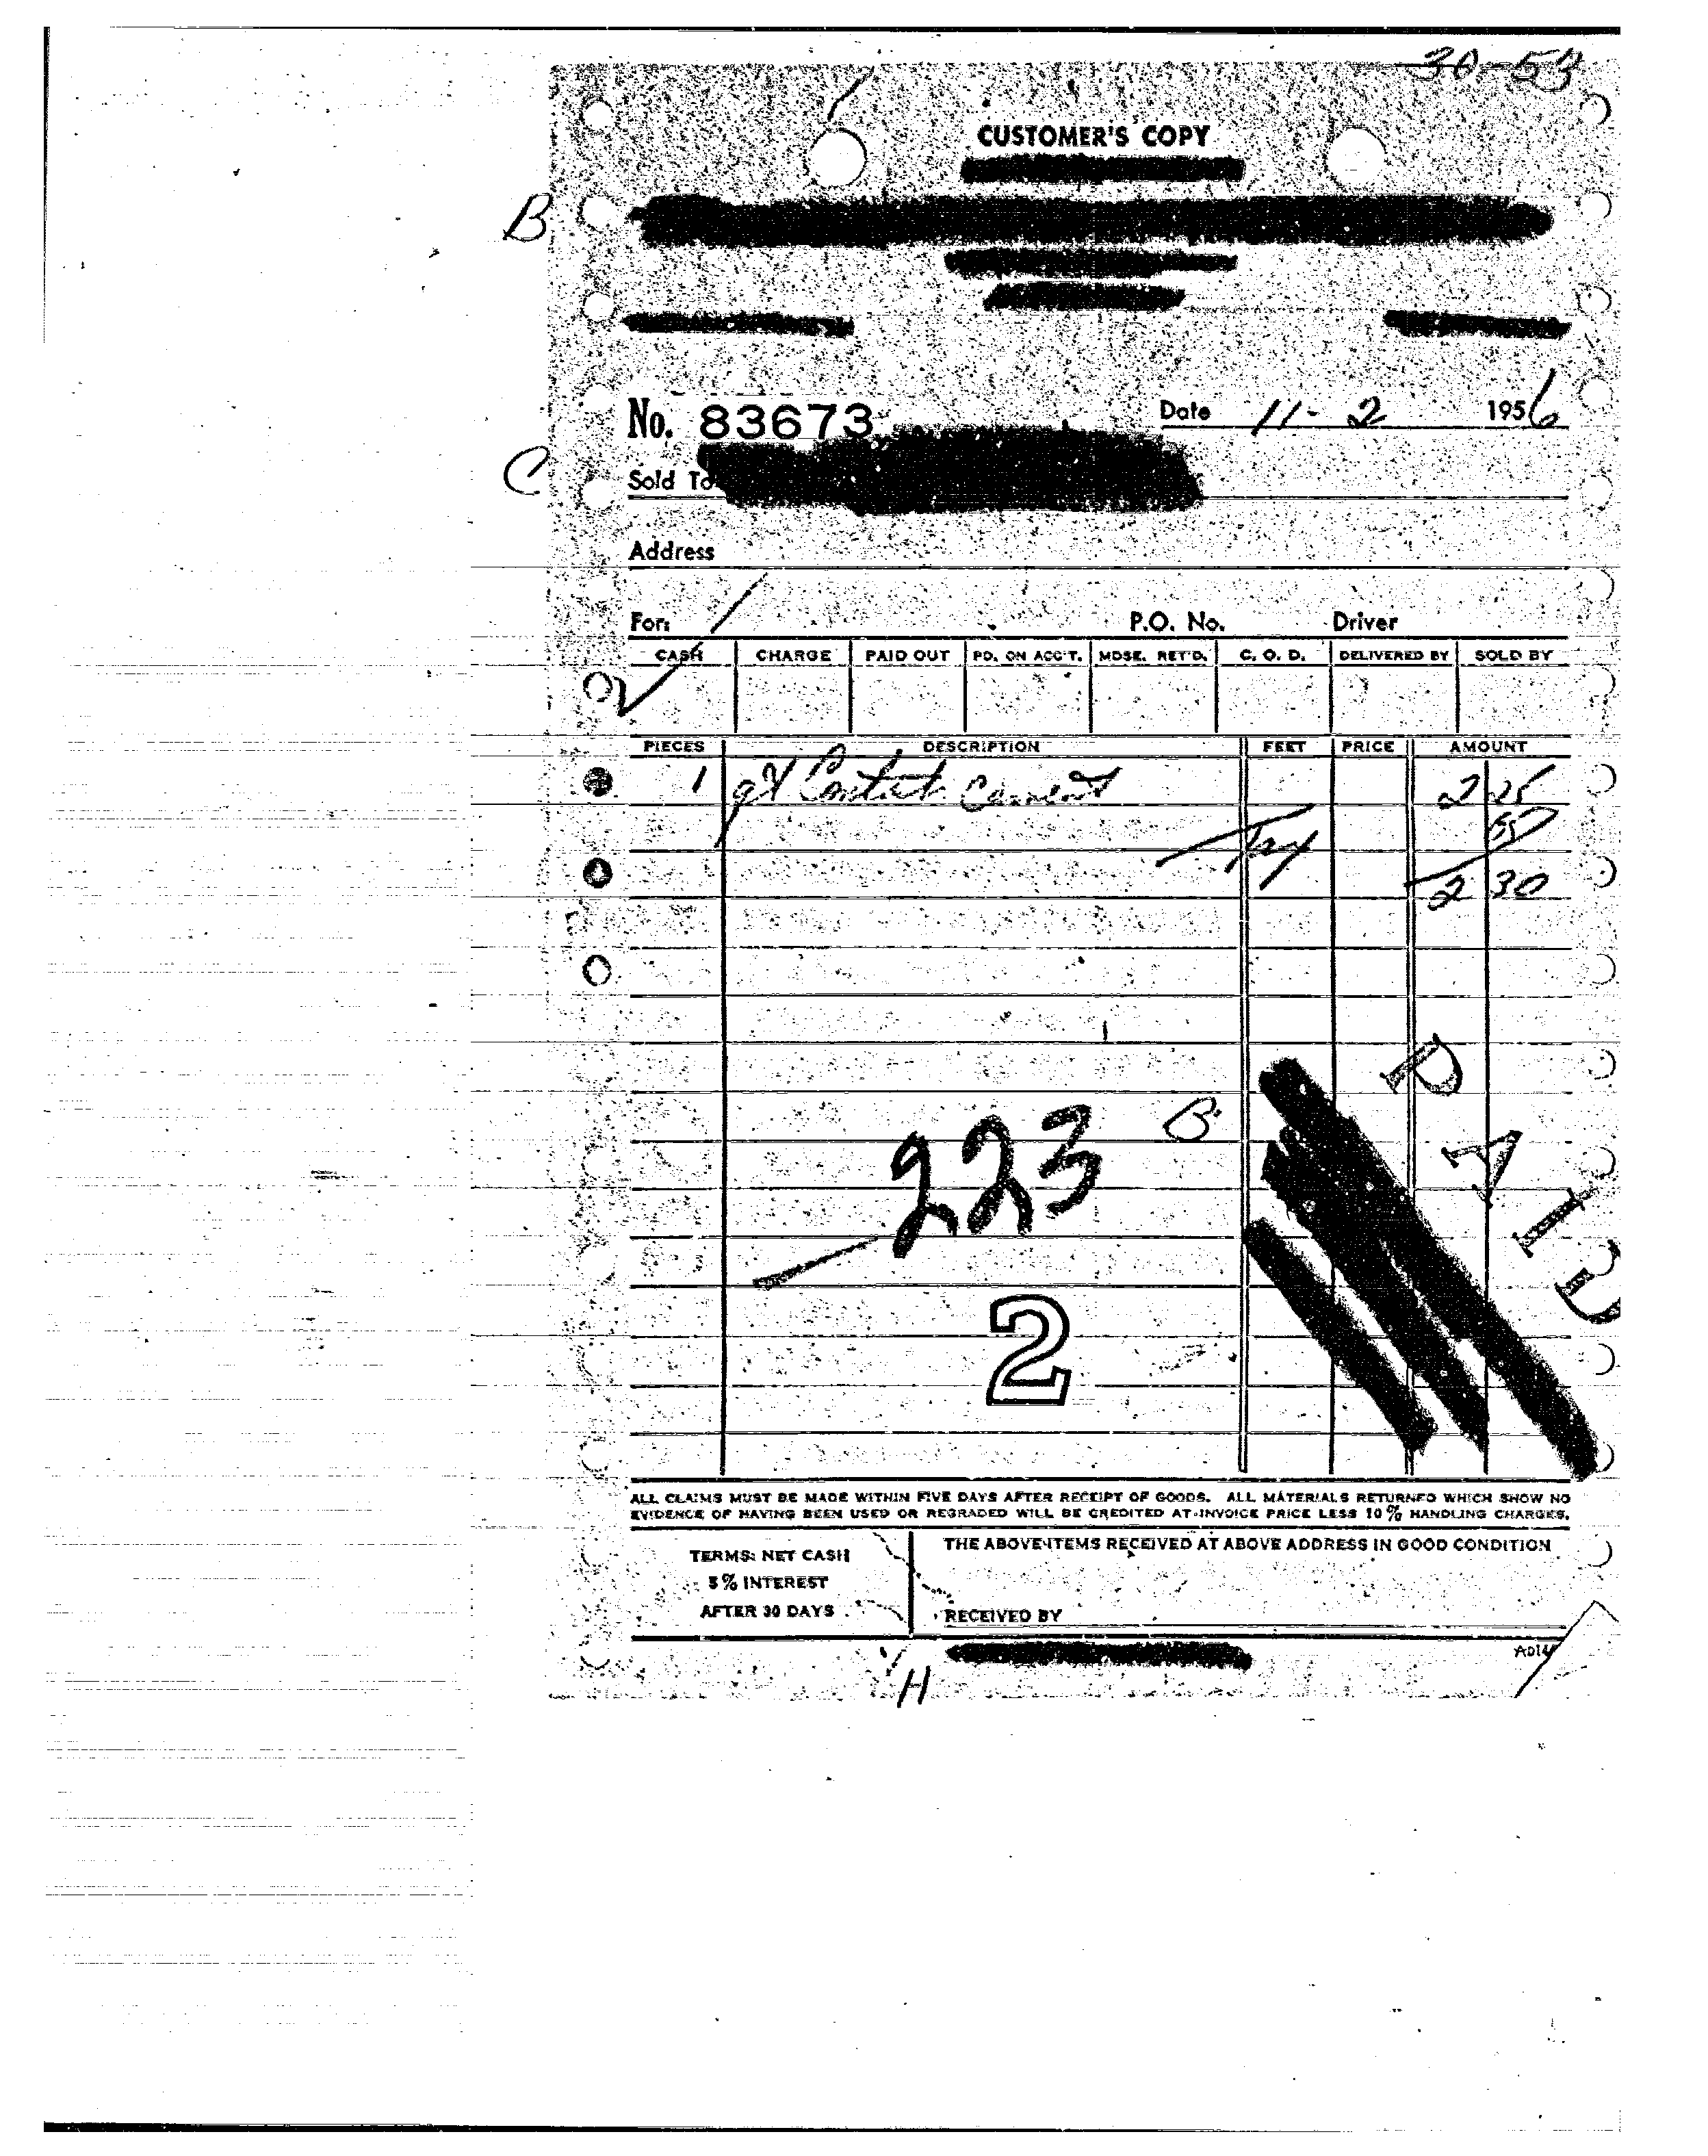 30-53
CUSTOMER'S COPY
B
No. 83673
Date 11-2 1956
C
Sold To
Address
For: P.O. No. Driver
CASH CHARGE PAID OUT PD. ON ACC'T. MDSE. RET'D. C. O. D. DELIVERED BY SOLD BY
PIECES DESCRIPTION FEET PRICE AMOUNT
1 qt Contact Cement 2 25
Tax 05
2 30
PAID
B
223
2
ALL CLAIMS MUST BE MADE WITHIN FIVE DAYS AFTER RECEIPT OF GOODS. ALL MATERIALS RETURNED WHICH SHOW NO
EVIDENCE OF HAVING BEEN USED OR REGRADED WILL BE CREDITED AT INVOICE PRICE LESS 10% HANDLING CHARGES.
TERMS: NET CASH
5% INTEREST
AFTER 30 DAYS
THE ABOVE ITEMS RECEIVED AT ABOVE ADDRESS IN GOOD CONDITION
RECEIVED BY
H